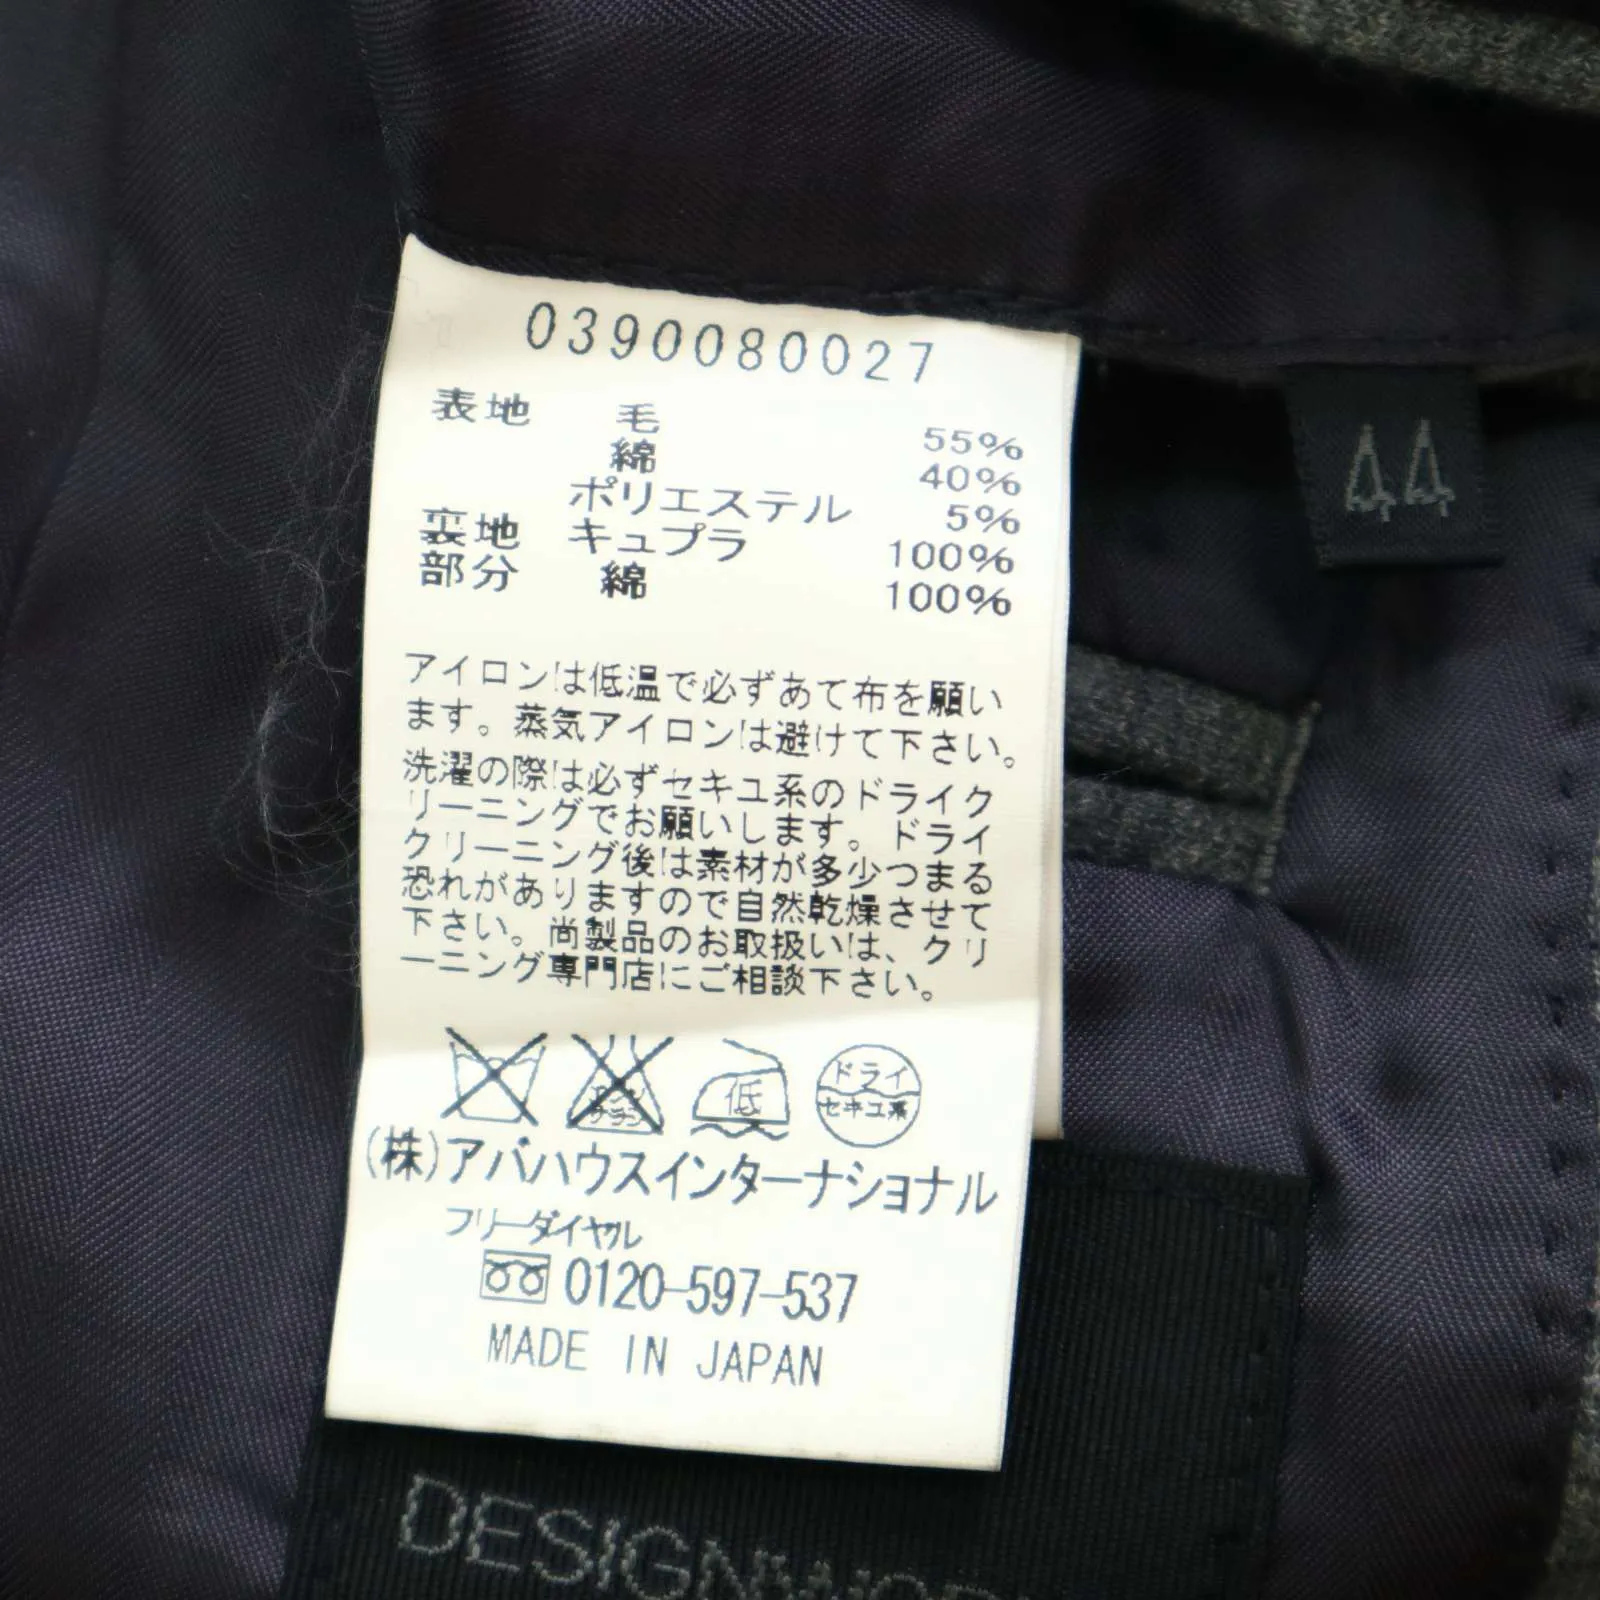 0390080027
表地 毛 55%
綿 40%
ポリエステル 5%
裏地 キュプラ 100%
部分 綿 100%
44
アイロンは低温で必ずあて布を願い
ます。蒸気アイロンは避けて下さい。
洗濯の際は必ずセキユ系のドライク
リーニングでお願いします。ドライ
クリーニング後は素材が多少つまる
恐れがありますので自然乾燥させて
下さい。尚製品のお取扱いは、クリ
ーニング専門店にご相談下さい。
低
ドライ
セキユ系
(株)アバハウスインターナショナル
フリーダイヤル
0120-597-537
MADE IN JAPAN